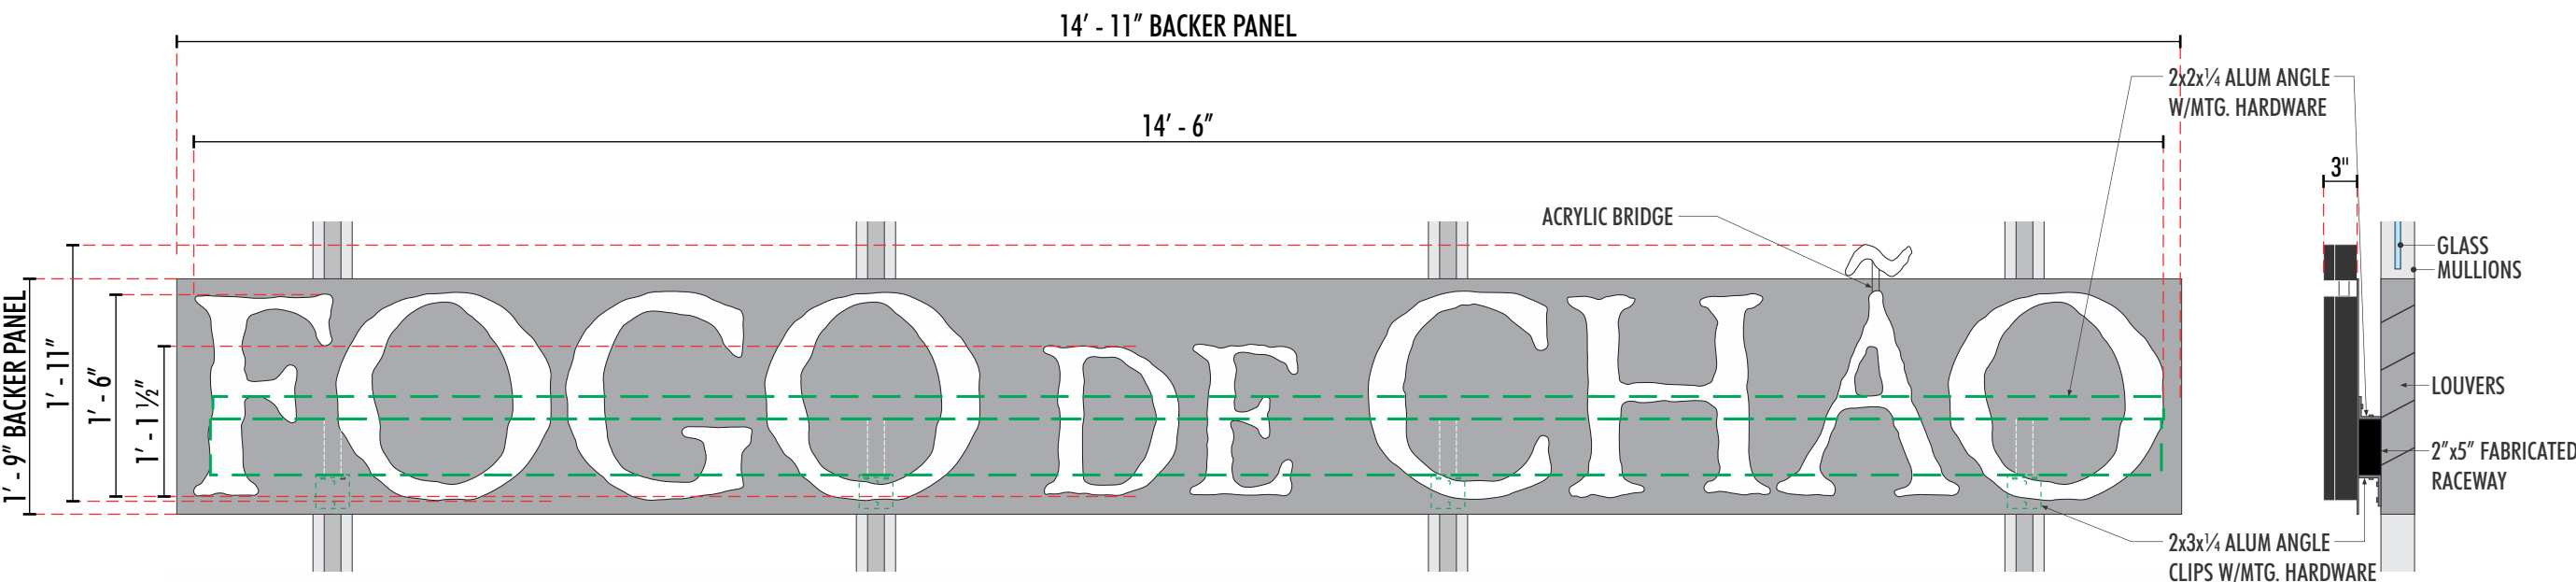 14′ - 11″ BACKER PANEL
2x2x¼ ALUM ANGLE
W/MTG. HARDWARE
14′ - 6″
3"
ACRYLIC BRIDGE
GLASS
MULLIONS
1′ - 9″ BACKER PANEL
1′ - 11″
1′ - 6″
1′ - 1 ½″
FOGO DE CHÃO
LOUVERS
2″x5″ FABRICATED
RACEWAY
2x3x¼ ALUM ANGLE
CLIPS W/MTG. HARDWARE